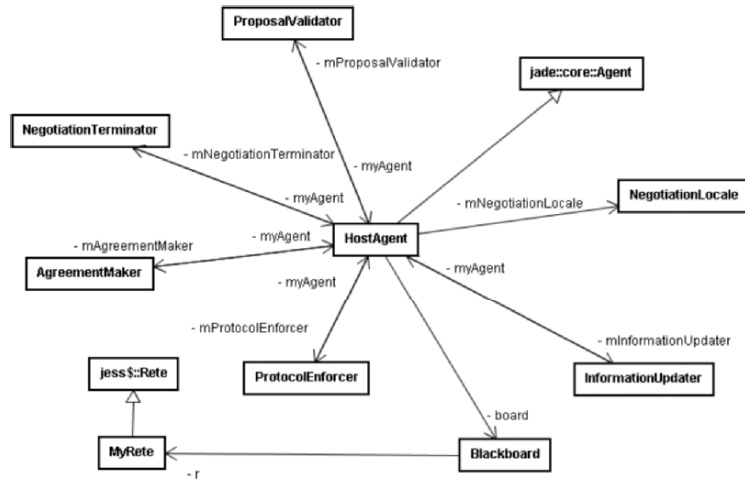 ProposalValidator
- mProposalValidator
jade::core::Agent
NegotiationTerminator
- mNegotiationTerminator
- myAgent
- myAgent
NegotiationLocale
- mNegotiationLocale
HostAgent
- myAgent
- mAgreementMaker
AgreementMaker
- myAgent
- myAgent
- mProtocolEnforcer
- mInformationUpdater
jess$::Rete
ProtocolEnforcer
InformationUpdater
- board
MyRete
Blackboard
- r